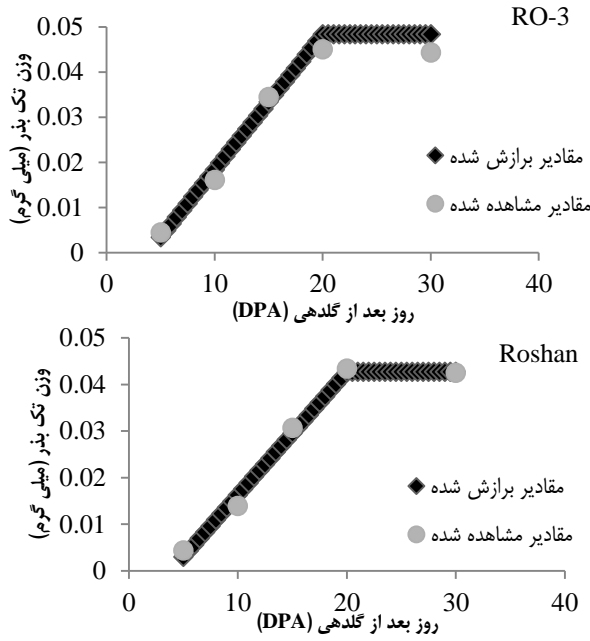 RO-3
0.05
0.04
0.03
0.02
0.01
0
وزن تک بذر (میلی گرم)
مقادیر برازش شده
مقادیر مشاهده شده
0 10 20 30 40
روز بعد از گلدهی (DPA)
Roshan
0.05
0.04
0.03
0.02
0.01
0
وزن تک بذر (میلی گرم)
مقادیر برازش شده
مقادیر مشاهده شده
0 10 20 30 40
روز بعد از گلدهی (DPA)